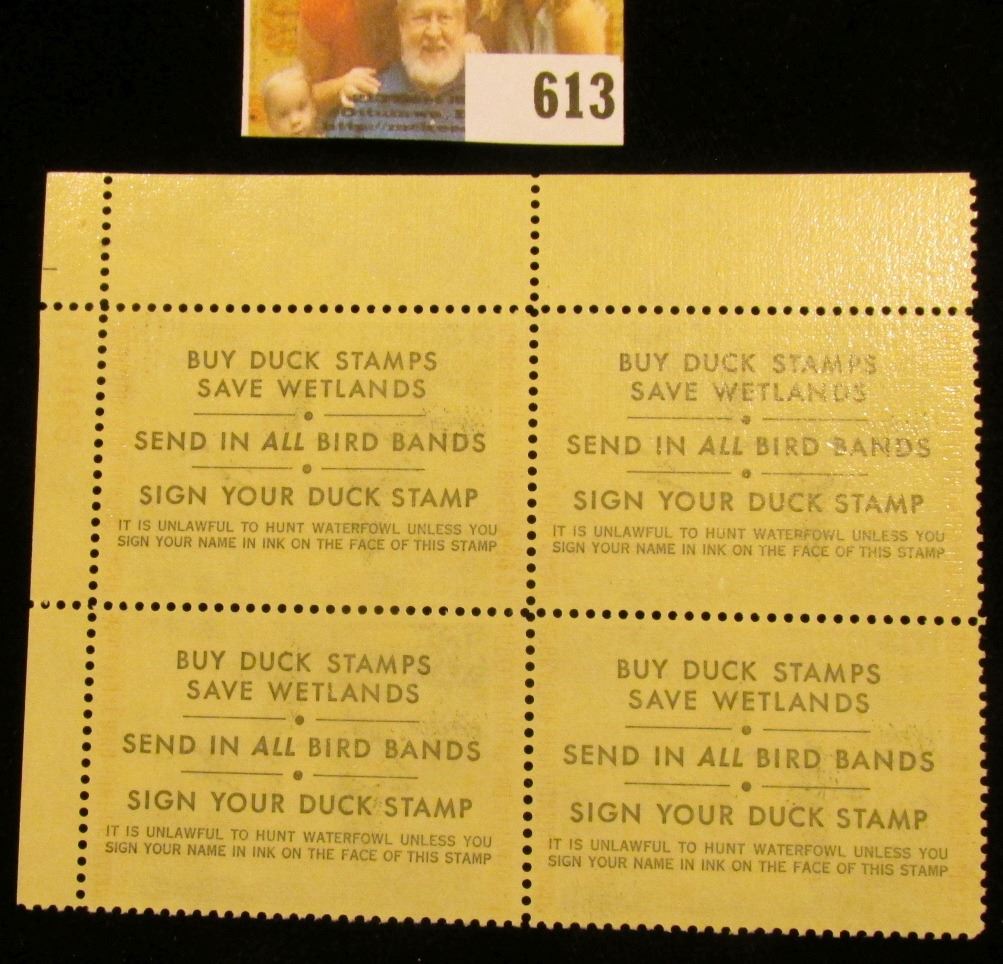 613
BUY DUCK STAMPS
SAVE WETLANDS
SEND IN ALL BIRD BANDS
SIGN YOUR DUCK STAMP
IT IS UNLAWFUL TO HUNT WATERFOWL UNLESS YOU
SIGN YOUR NAME IN INK ON THE FACE OF THIS STAMP
BUY DUCK STAMPS
SAVE WETLANDS
SEND IN ALL BIRD BANDS
SIGN YOUR DUCK STAMP
IT IS UNLAWFUL TO HUNT WATERFOWL UNLESS YOU
SIGN YOUR NAME IN INK ON THE FACE OF THIS STAMP
BUY DUCK STAMPS
SAVE WETLANDS
SEND IN ALL BIRD BANDS
SIGN YOUR DUCK STAMP
IT IS UNLAWFUL TO HUNT WATERFOWL UNLESS YOU
SIGN YOUR NAME IN INK ON THE FACE OF THIS STAMP
BUY DUCK STAMPS
SAVE WETLANDS
SEND IN ALL BIRD BANDS
SIGN YOUR DUCK STAMP
IT IS UNLAWFUL TO HUNT WATERFOWL UNLESS YOU
SIGN YOUR NAME IN INK ON THE FACE OF THIS STAMP